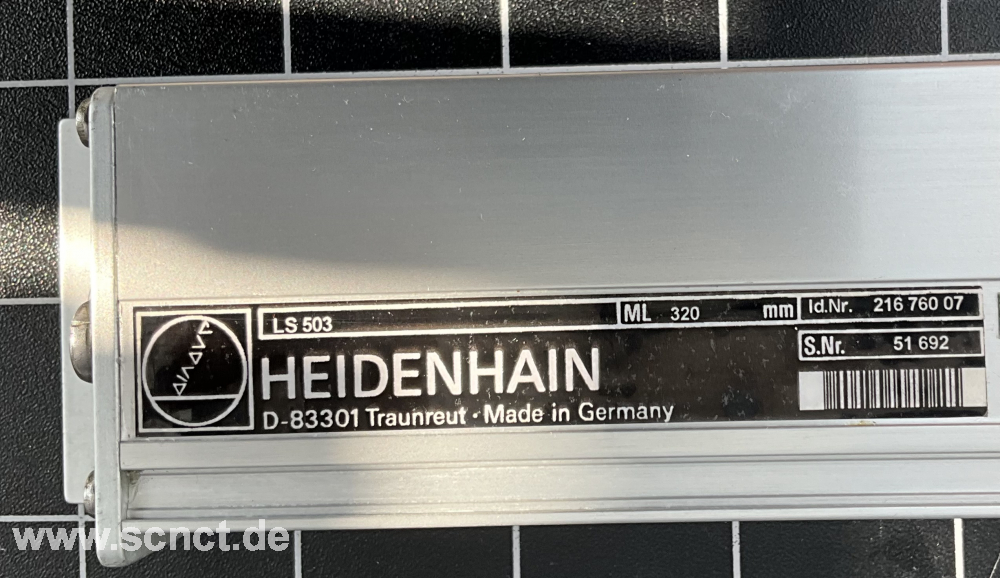 LS 503
ML 320 mm
Id.Nr. 216 760 07
S.Nr. 51 692
HEIDENHAIN
D-83301 Traunreut · Made in Germany
www.scnct.de